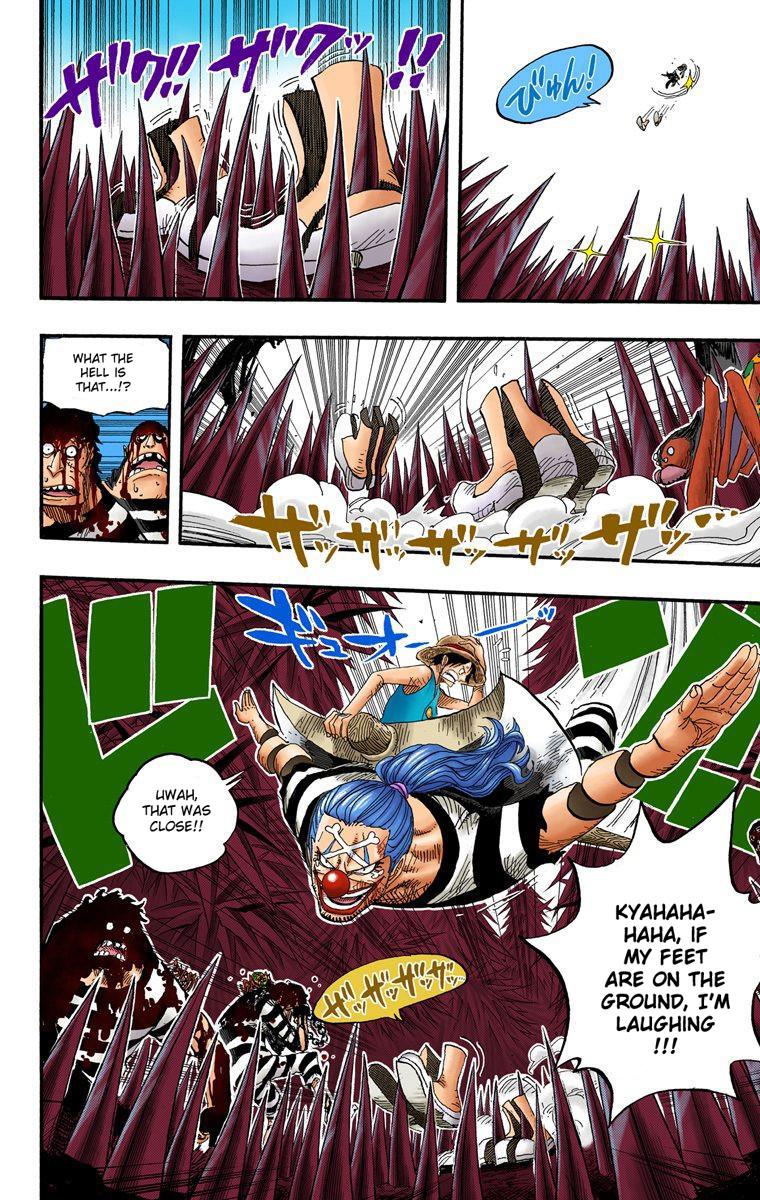 びゅん!
ザク!! ザクッ!!
ザッザッザッザッザッ…
WHAT THE
HELL IS
THAT...!?
ギュオーーッ
UWAH,
THAT WAS
CLOSE!!
KYAHAHA-
HAHA, IF
MY FEET
ARE ON THE
GROUND, I'M
LAUGHING
!!!
ザッザッザッザッ